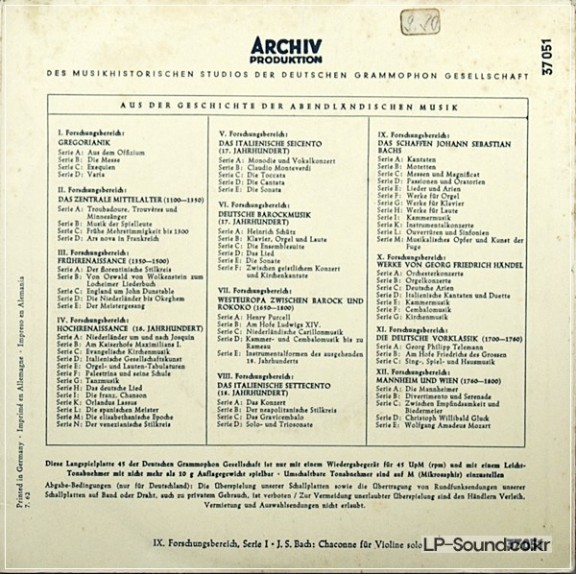 9.80
ARCHIV
PRODUKTION
DES MUSIKHISTORISCHEN STUDIOS DER DEUTSCHEN GRAMMOPHON GESELLSCHAFT
37 051
AUS DER GESCHICHTE DER ABENDLÄNDISCHEN MUSIK
I. Forschungsbereich:
GREGORIANIK
Serie A: Aus dem Offizium
Serie B: Die Messe
Serie C: Exequien
Serie D: Varia
II. Forschungsbereich:
DAS ZENTRALE MITTELALTER (1100—1350)
Serie A: Troubadoure, Trouvères und
Minnesänger
Serie B: Musik der Spielleute
Serie C: Frühe Mehrstimmigkeit bis 1300
Serie D: Ars nova in Frankreich
III. Forschungsbereich:
FRÜHRENAISSANCE (1350—1500)
Serie A: Der florentinische Stilkreis
Serie B: Von Oswald von Wolkenstein zum
Lochaimer Liederbuch
Serie C: England um John Dunstable
Serie D: Die Niederländer bis Okeghem
Serie E: Der Meistergesang
IV. Forschungsbereich:
HOCHRENAISSANCE (16. JAHRHUNDERT)
Serie A: Niederländer um und nach Josquin
Serie B: Am Kaiserhofe Maximilians I.
Serie C: Evangelische Kirchenmusik
Serie D: Italienische Gesellschaftskunst
Serie E: Orgel- und Lauten-Tabulaturen
Serie F: Palestrina und seine Schule
Serie G: Tanzmusik
Serie H: Das deutsche Lied
Serie I: Die franz. Chanson
Serie K: Orlandus Lassus
Serie L: Die spanischen Meister
Serie M: Die elisabethanische Epoche
Serie N: Der venezianische Stilkreis
V. Forschungsbereich:
DAS ITALIENISCHE SEICENTO
(17. JAHRHUNDERT)
Serie A: Monodie und Vokalkonzert
Serie B: Claudio Monteverdi
Serie C: Die Toccata
Serie D: Die Cantata
Serie E: Die Sonate
VI. Forschungsbereich:
DEUTSCHE BAROCKMUSIK
(17. JAHRHUNDERT)
Serie A: Heinrich Schütz
Serie B: Klavier, Orgel und Laute
Serie C: Die Ensemblesuite
Serie D: Das Lied
Serie E: Die Sonate
Serie F: Zwischen geistlichem Konzert
und Kirchenkantate
VII. Forschungsbereich:
WESTEUROPA ZWISCHEN BAROCK UND
ROKOKO (1650—1800)
Serie A: Henry Purcell
Serie B: Am Hofe Ludwigs XIV.
Serie C: Niederländische Carillonmusik
Serie D: Kammer- und Cembalomusik bis zu
Rameau
Serie E: Instrumentalformen des ausgehenden
18. Jahrhunderts
VIII. Forschungsbereich:
DAS ITALIENISCHE SETTECENTO
(18. JAHRHUNDERT)
Serie A: Das Konzert
Serie B: Der neapolitanische Stilkreis
Serie C: Das Gravicembalo
Serie D: Solo- und Triosonate
IX. Forschungsbereich:
DAS SCHAFFEN JOHANN SEBASTIAN
BACHS
Serie A: Kantaten
Serie B: Motetten
Serie C: Messen und Magnificat
Serie D: Passionen und Oratorien
Serie E: Lieder und Arien
Serie F: Werke für Orgel
Serie G: Werke für Klavier
Serie H: Werke für Laute
Serie I: Kammermusik
Serie K: Instrumentalkonzerte
Serie L: Ouvertüren und Sinfonien
Serie M: Musikalisches Opfer und Kunst der
Fuge
X. Forschungsbereich:
WERKE VON GEORG FRIEDRICH HÄNDEL
Serie A: Orchesterkonzerte
Serie B: Orgelkonzerte
Serie C: Deutsche Arien
Serie D: Italienische Kantaten und Duette
Serie E: Kammermusik
Serie F: Cembalomusik
Serie G: Kirchenmusik
XI. Forschungsbereich:
DIE DEUTSCHE VORKLASSIK (1700—1760)
Serie A: Georg Philipp Telemann
Serie B: Am Hofe Friedrichs des Grossen
Serie C: Sing-, Spiel- und Hausmusik
XII. Forschungsbereich:
MANNHEIM UND WIEN (1760—1800)
Serie A: Die Mannheimer
Serie B: Divertimento und Serenade
Serie C: Zwischen Empfindsamkeit und
Biedermeier
Serie D: Christoph Willibald Gluck
Serie E: Wolfgang Amadeus Mozart
Diese Langspielplatte 45 der Deutschen Grammophon Gesellschaft ist nur mit einem Wiedergabegerät für 45 UpM (rpm) und mit einem Leicht-
Tonabnehmer mit nicht mehr als 10 g Auflagegewicht spielbar · Umschaltbare Tonabnehmer sind auf M (Mikrosaphir) einzustellen
Abgabe-Bedingungen (nur für Deutschland): Die Überspielung unserer Schallplatten sowie die Übertragung von Rundfunksendungen unserer
Schallplatten auf Band oder Draht, auch zu privatem Gebrauch, ist verboten / Zur Vermeidung unerlaubter Überspielung sind den Händlern Verleih,
Vermietung und Auswahlsendungen nicht erlaubt.
Printed in Germany · Imprimé en Allemagne · Impreso en Alemania
7. 62
IX. Forschungsbereich, Serie I · J. S. Bach: Chaconne für Violine solo
LP-Sound.co.kr